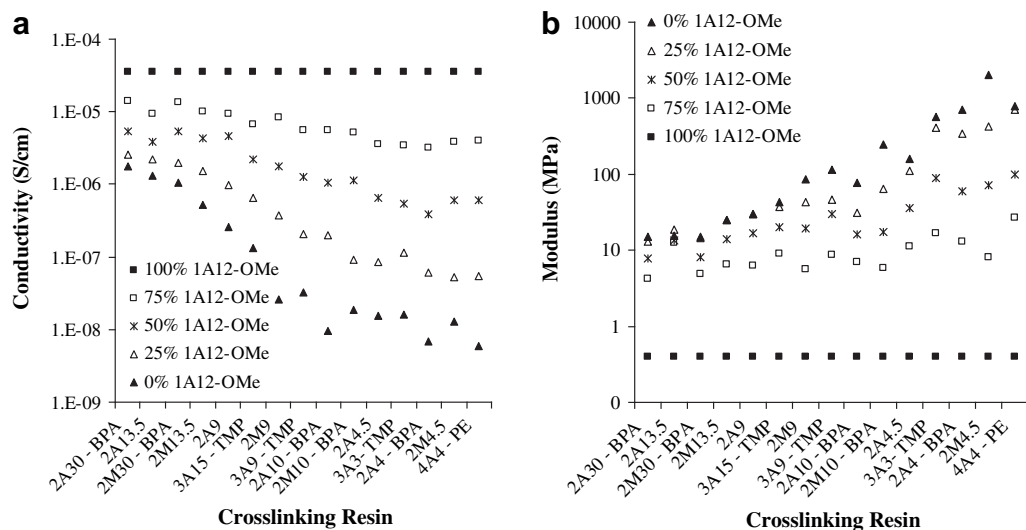 a
1.E-04
1.E-05
1.E-06
1.E-07
1.E-08
1.E-09
Conductivity (S/cm)
100% 1A12-OMe
75% 1A12-OMe
50% 1A12-OMe
25% 1A12-OMe
0% 1A12-OMe
2A30 - BPA
2A13.5
2M30 - BPA
2M13.5
2A9
3A15 - TMP
2M9
3A9 - TMP
2A10 - BPA
2M10 - BPA
2A4.5
3A3 - TMP
2A4 - BPA
2M4.5
4A4 - PE
Crosslinking Resin
b
10000
1000
100
10
1
0
Modulus (MPa)
0% 1A12-OMe
25% 1A12-OMe
50% 1A12-OMe
75% 1A12-OMe
100% 1A12-OMe
2A30 - BPA
2A13.5
2M30 - BPA
2M13.5
2A9
3A15 - TMP
2M9
3A9 - TMP
2A10 - BPA
2M10 - BPA
2A4.5
3A3- TMP
2A4 - BPA
2M4.5
4A4 - PE
Crosslinking Resin